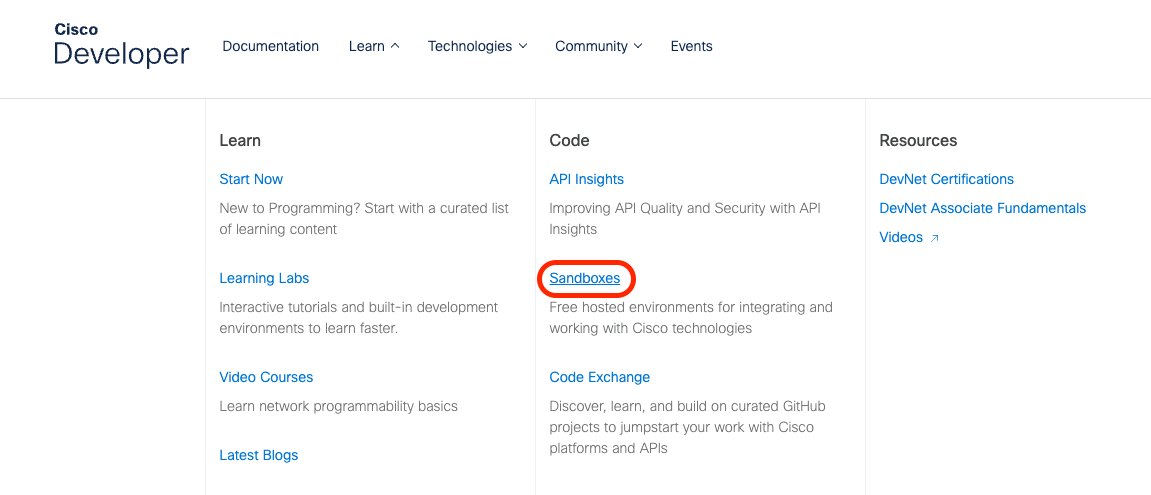 Cisco
Developer
Documentation
Learn
Technologies
Community
Events
Learn
Start Now
New to Programming? Start with a curated list
of learning content
Learning Labs
Interactive tutorials and built-in development
environments to learn faster.
Video Courses
Learn network programmability basics
Latest Blogs
Code
API Insights
Improving API Quality and Security with API
Insights
Sandboxes
Free hosted environments for integrating and
working with Cisco technologies
Code Exchange
Discover, learn, and build on curated GitHub
projects to jumpstart your work with Cisco
platforms and APIs
Resources
DevNet Certifications
DevNet Associate Fundamentals
Videos